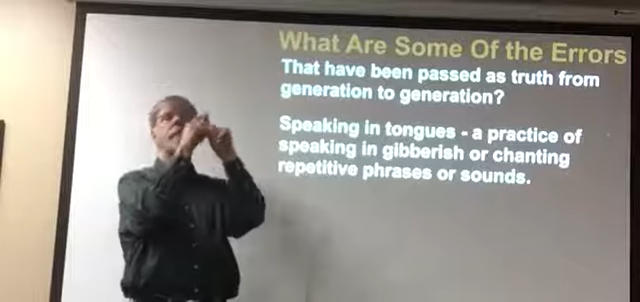 What Are Some Of the Errors
That have been passed as truth from
generation to generation?
Speaking in tongues - a practice of
speaking in gibberish or chanting
repetitive phrases or sounds.